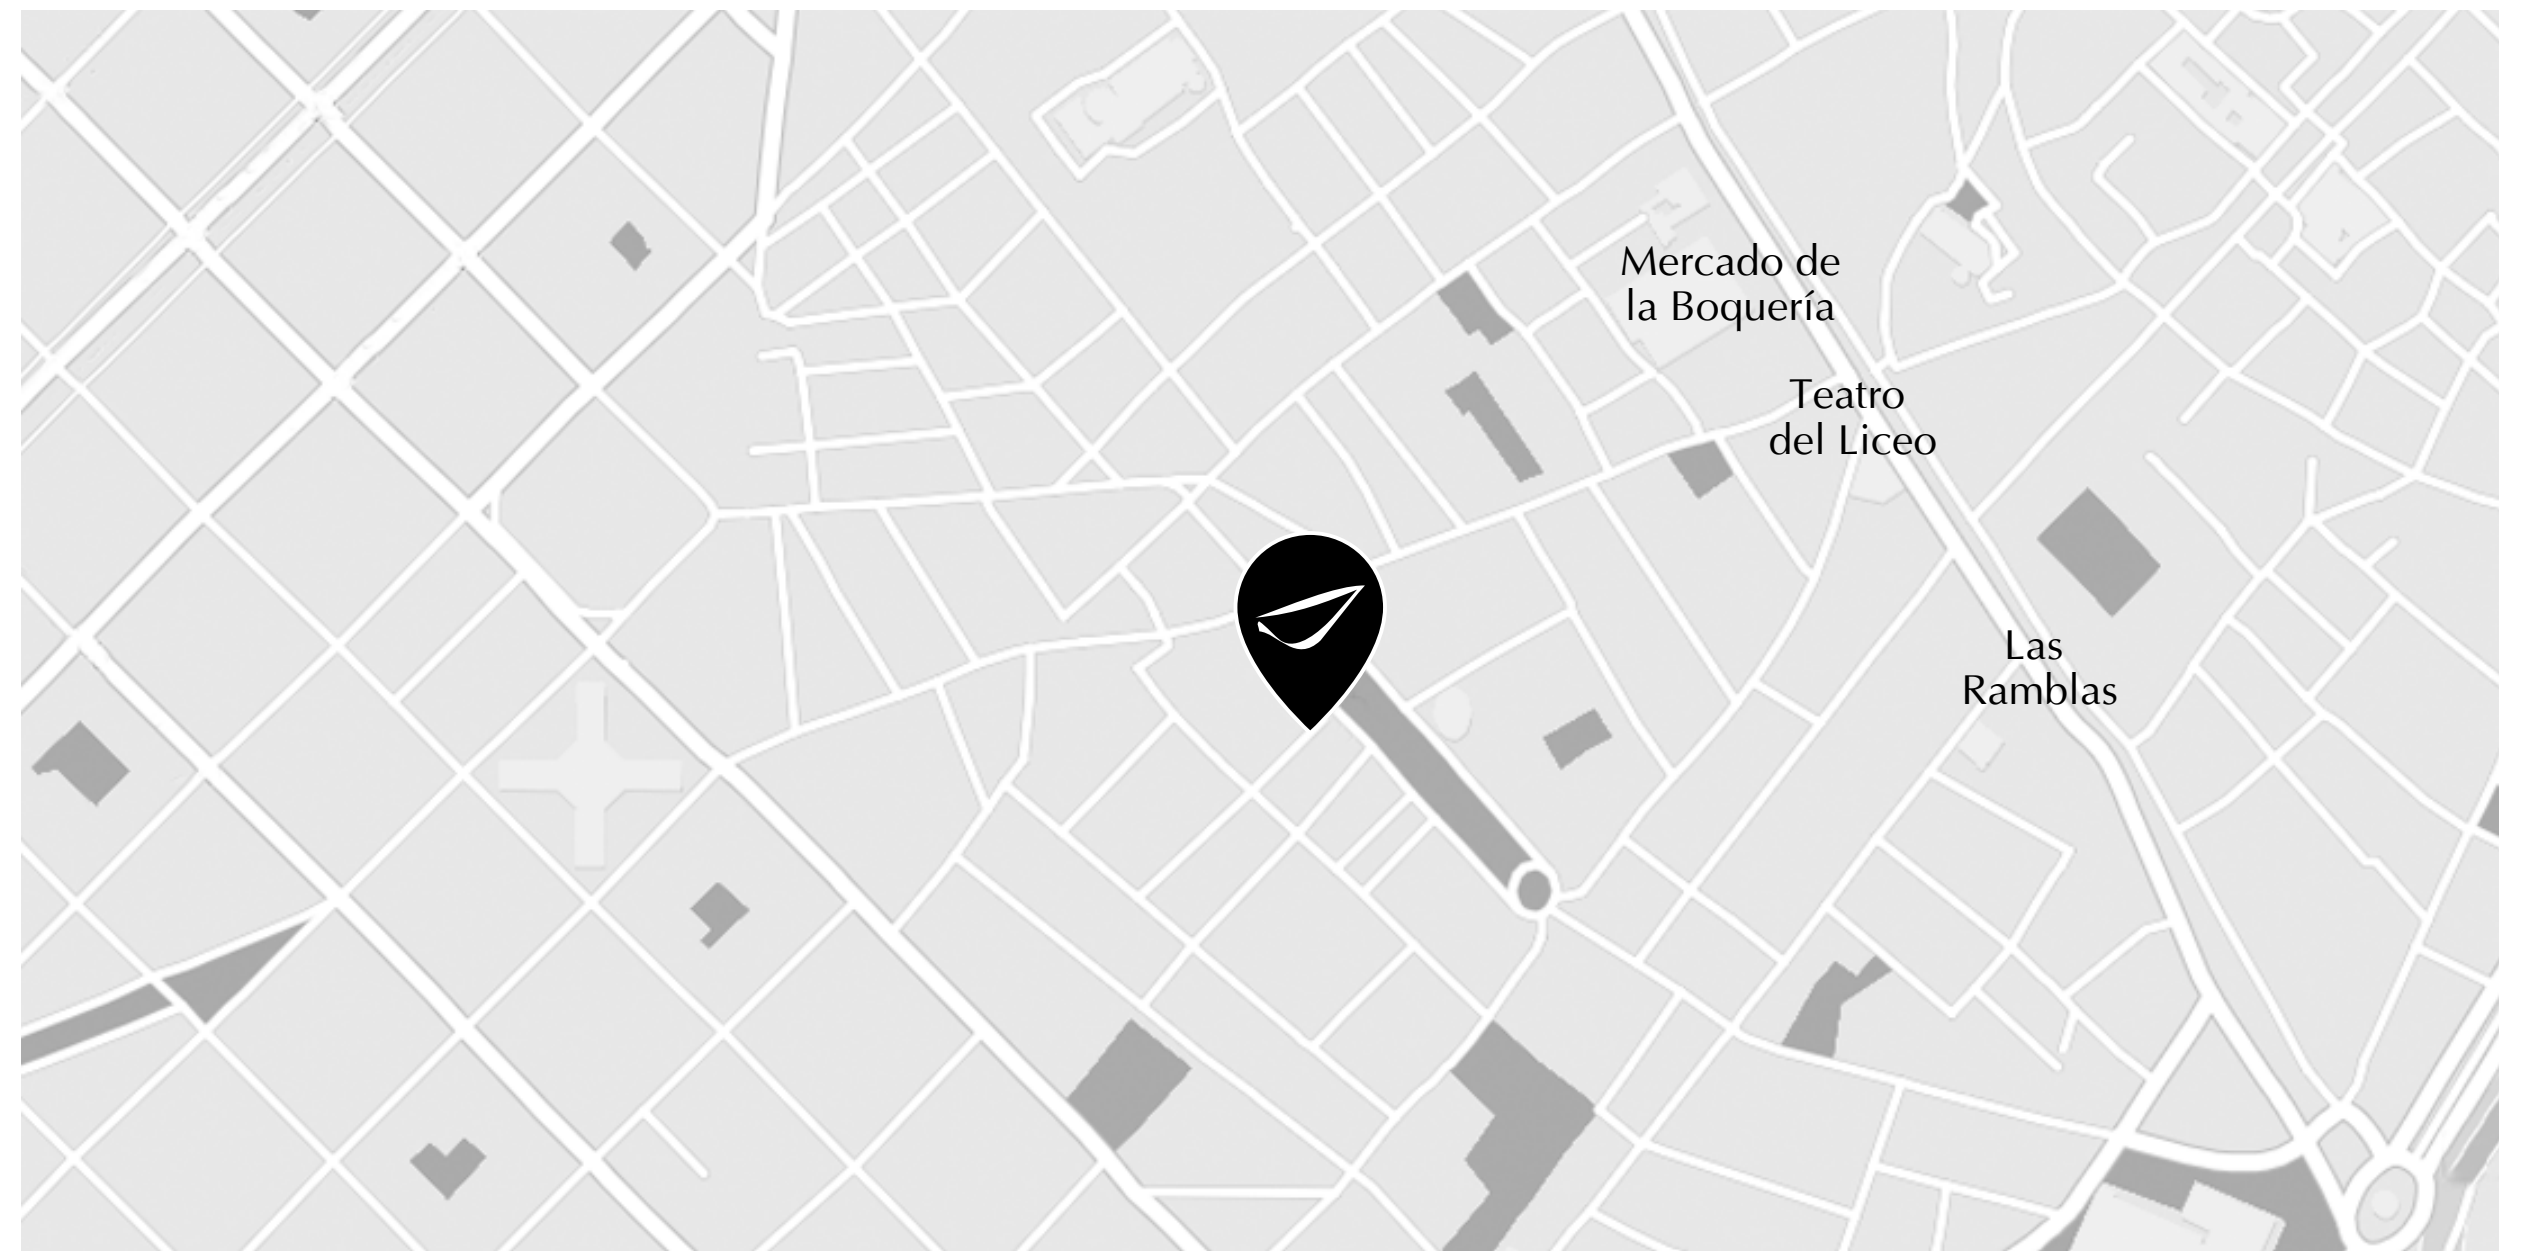 Mercado de
la Boquería
Teatro
del Liceo
Las
Ramblas